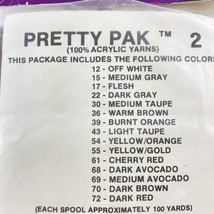 PRETTY PAK ™ 2
(100% ACRYLIC YARNS)
THIS PACKAGE INCLUDES THE FOLLOWING COLORS
12 - OFF WHITE
15 - MEDIUM GRAY
17 - FLESH
22 - DARK GRAY
30 - MEDIUM TAUPE
36 - WARM BROWN
39 - BURNT ORANGE
43 - LIGHT TAUPE
54 - YELLOW/ORANGE
55 - YELLOW/GOLD
61 - CHERRY RED
68 - DARK AVOCADO
69 - MEDIUM AVOCADO
70 - DARK BROWN
72 - DARK RED
(EACH SPOOL APPROXIMATELY 100 YARDS)